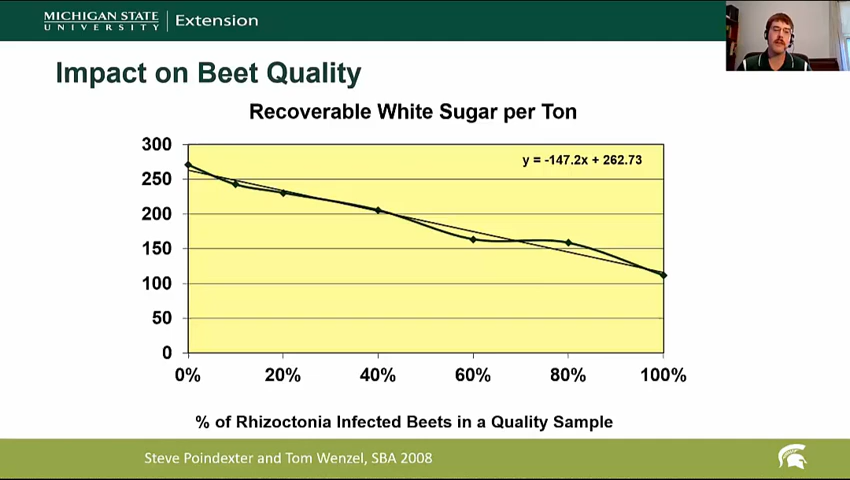 MICHIGAN STATE
UNIVERSITY
Extension
Impact on Beet Quality
Recoverable White Sugar per Ton
y = -147.2x + 262.73
300
250
200
150
100
50
0
0% 20% 40% 60% 80% 100%
% of Rhizoctonia Infected Beets in a Quality Sample
Steve Poindexter and Tom Wenzel, SBA 2008